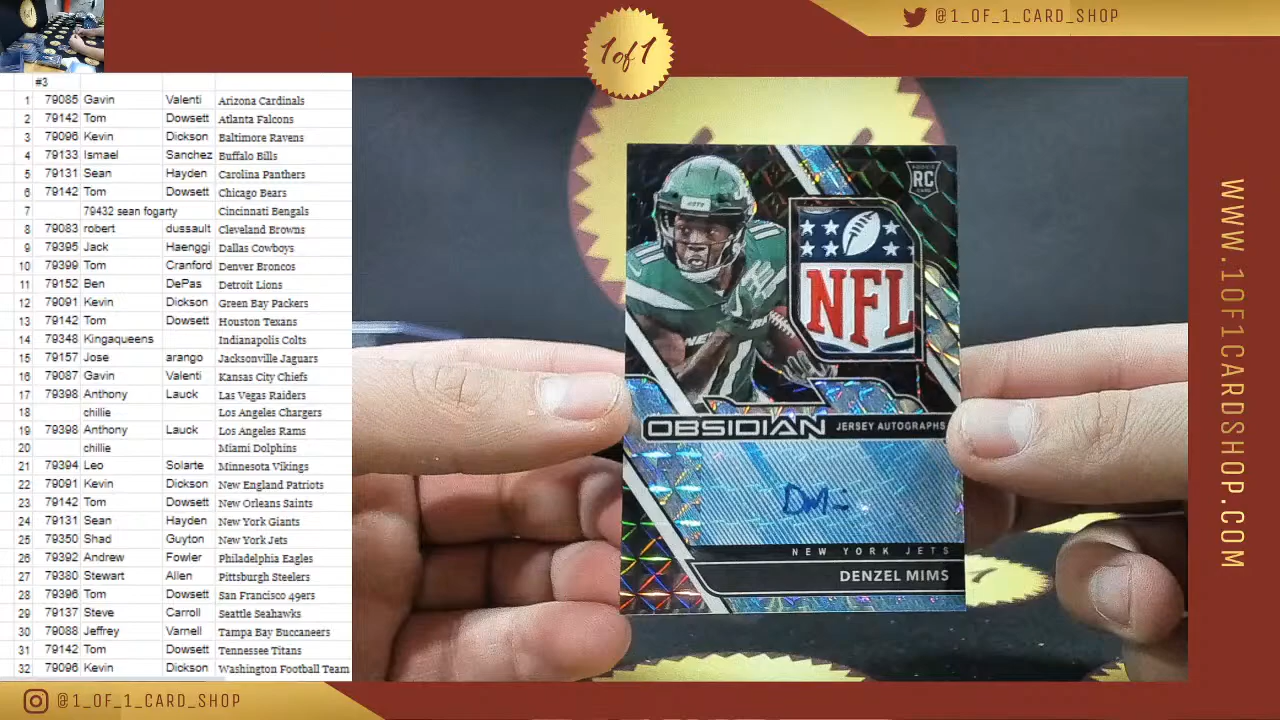 @1_OF_1_CARD_SHOP
1 of 1
#3
1 79085 Gavin Valenti Arizona Cardinals
2 79142 Tom Dowsett Atlanta Falcons
3 79096 Kevin Dickson Baltimore Ravens
4 79133 Ismael Sanchez Buffalo Bills
5 79131 Sean Hayden Carolina Panthers
6 79142 Tom Dowsett Chicago Bears
7 79432 sean fogarty Cincinnati Bengals
8 79083 robert dussault Cleveland Browns
9 79395 Jack Haenggi Dallas Cowboys
10 79399 Tom Cranford Denver Broncos
11 79152 Ben DePas Detroit Lions
12 79091 Kevin Dickson Green Bay Packers
13 79142 Tom Dowsett Houston Texans
14 79348 Kingaqueens Indianapolis Colts
15 79157 Jose arango Jacksonville Jaguars
16 79087 Gavin Valenti Kansas City Chiefs
17 79398 Anthony Lauck Las Vegas Raiders
18 chillie Los Angeles Chargers
19 79398 Anthony Lauck Los Angeles Rams
20 chillie Miami Dolphins
21 79394 Leo Solarte Minnesota Vikings
22 79091 Kevin Dickson New England Patriots
23 79142 Tom Dowsett New Orleans Saints
24 79131 Sean Hayden New York Giants
25 79350 Shad Guyton New York Jets
26 79392 Andrew Fowler Philadelphia Eagles
27 79380 Stewart Allen Pittsburgh Steelers
28 79396 Tom Dowsett San Francisco 49ers
29 79137 Steve Carroll Seattle Seahawks
30 79088 Jeffrey Varnell Tampa Bay Buccaneers
31 79142 Tom Dowsett Tennessee Titans
32 79096 Kevin Dickson Washington Football Team
RC
NFL
OBSIDIAN JERSEY AUTOGRAPHS
NEW YORK JETS
DENZEL MIMS
WWW.1OF1CARDSHOP.COM
@1_OF_1_CARD_SHOP